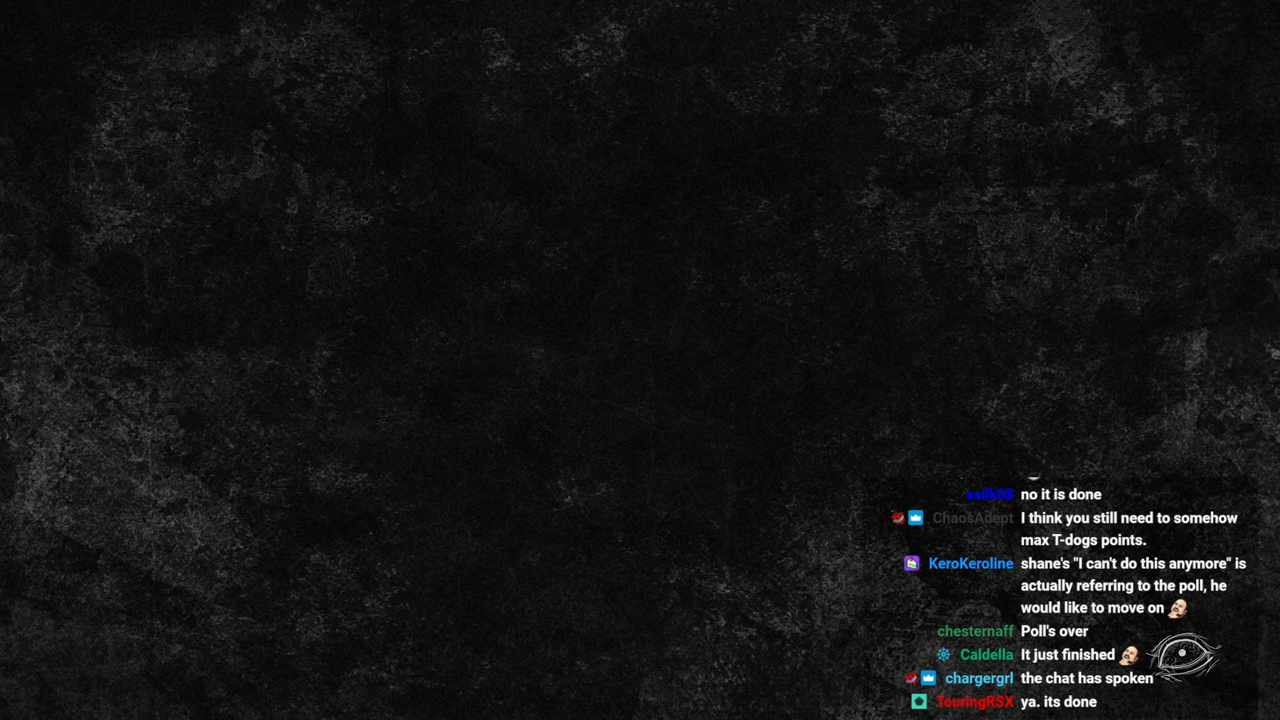 ssilk08 no it is done
ChaosAdept I think you still need to somehow
max T-dogs points.
KeroKeroline shane's "I can't do this anymore" is
actually referring to the poll, he
would like to move on
chesternaff Poll's over
Caldella It just finished
chargergrl the chat has spoken
TouringRSX ya. its done